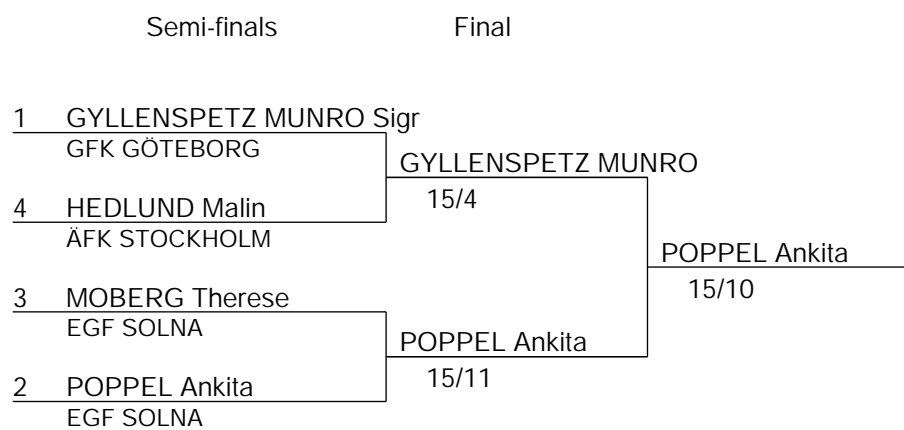 Semi-finals Final
1 GYLLENSPETZ MUNRO Sigr
GFK GÖTEBORG
GYLLENSPETZ MUNRO
15/4
4 HEDLUND Malin
ÄFK STOCKHOLM
POPPEL Ankita
15/10
3 MOBERG Therese
EGF SOLNA
POPPEL Ankita
15/11
2 POPPEL Ankita
EGF SOLNA